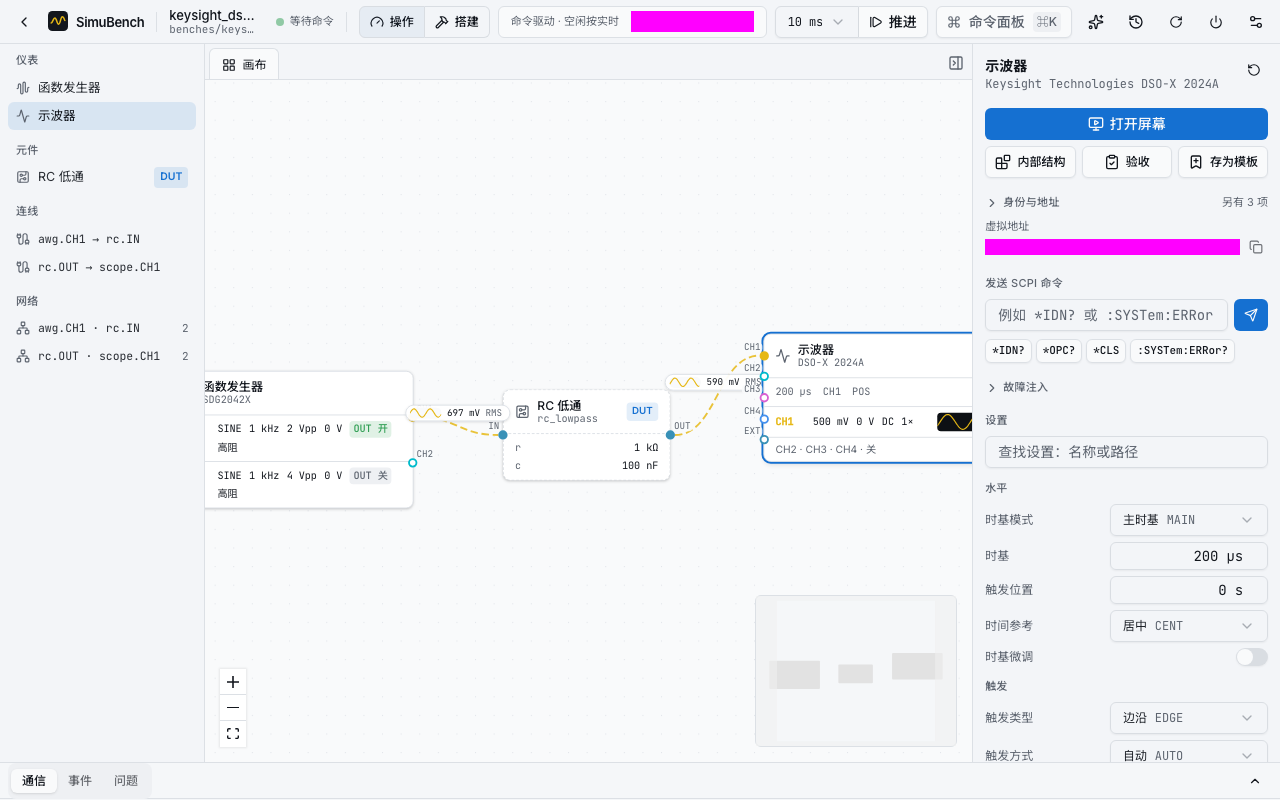 SimuBench
keysight_ds...
benches/keys…
等待命令
操作
搭建
命令驱动 · 空闲按实时
10 ms
推进
命令面板 ⌘K
仪表
函数发生器
示波器
元件
RC 低通 DUT
连线
awg.CH1 → rc.IN
rc.OUT → scope.CH1
网络
awg.CH1 · rc.IN 2
rc.OUT · scope.CH1 2
画布
函数发生器
SDG2042X
SINE 1 kHz 2 Vpp 0 V OUT 开
高阻
SINE 1 kHz 4 Vpp 0 V OUT 关
高阻
CH2
697 mV RMS
IN
RC 低通
rc_lowpass
DUT
r 1 kΩ
c 100 nF
OUT
590 mV RMS
CH1
CH2
CH3
CH4
EXT
示波器
DSO-X 2024A
200 µs CH1 POS
CH1 500 mV 0 V DC 1×
CH2 · CH3 · CH4 · 关
示波器
Keysight Technologies DSO-X 2024A
打开屏幕
内部结构
验收
存为模板
身份与地址 另有 3 项
虚拟地址
发送 SCPI 命令
例如 *IDN? 或 :SYSTem:ERRor
*IDN?
*OPC?
*CLS
:SYSTem:ERRor?
故障注入
设置
查找设置：名称或路径
水平
时基模式 主时基 MAIN
时基 200 µs
触发位置 0 s
时间参考 居中 CENT
时基微调
触发
触发类型 边沿 EDGE
触发方式 自动 AUTO
通信
事件
问题